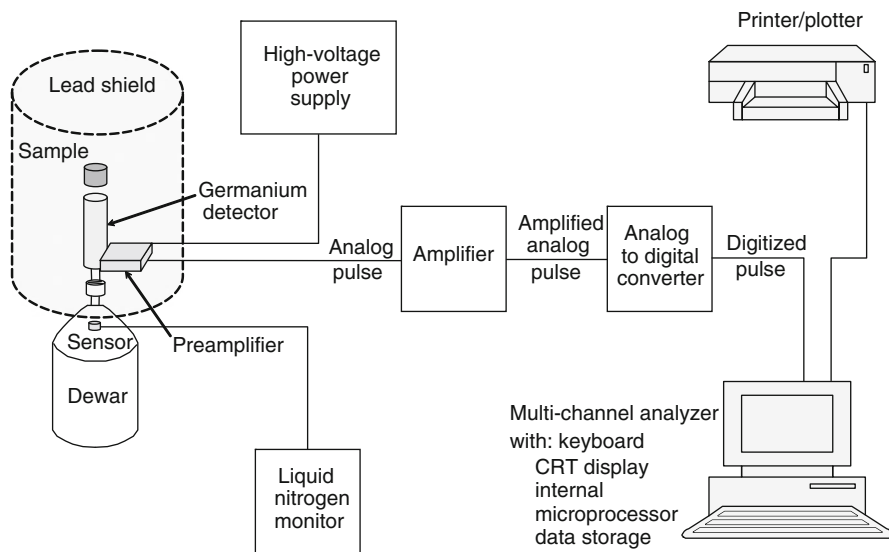 Printer/plotter
High-voltage
power
supply
Lead shield
Sample
Germanium
detector
Analog
pulse
Amplifier
Amplified
analog
pulse
Analog
to digital
converter
Digitized
pulse
Sensor
Preamplifier
Dewar
Liquid
nitrogen
monitor
Multi-channel analyzer
with: keyboard
CRT display
internal
microprocessor
data storage